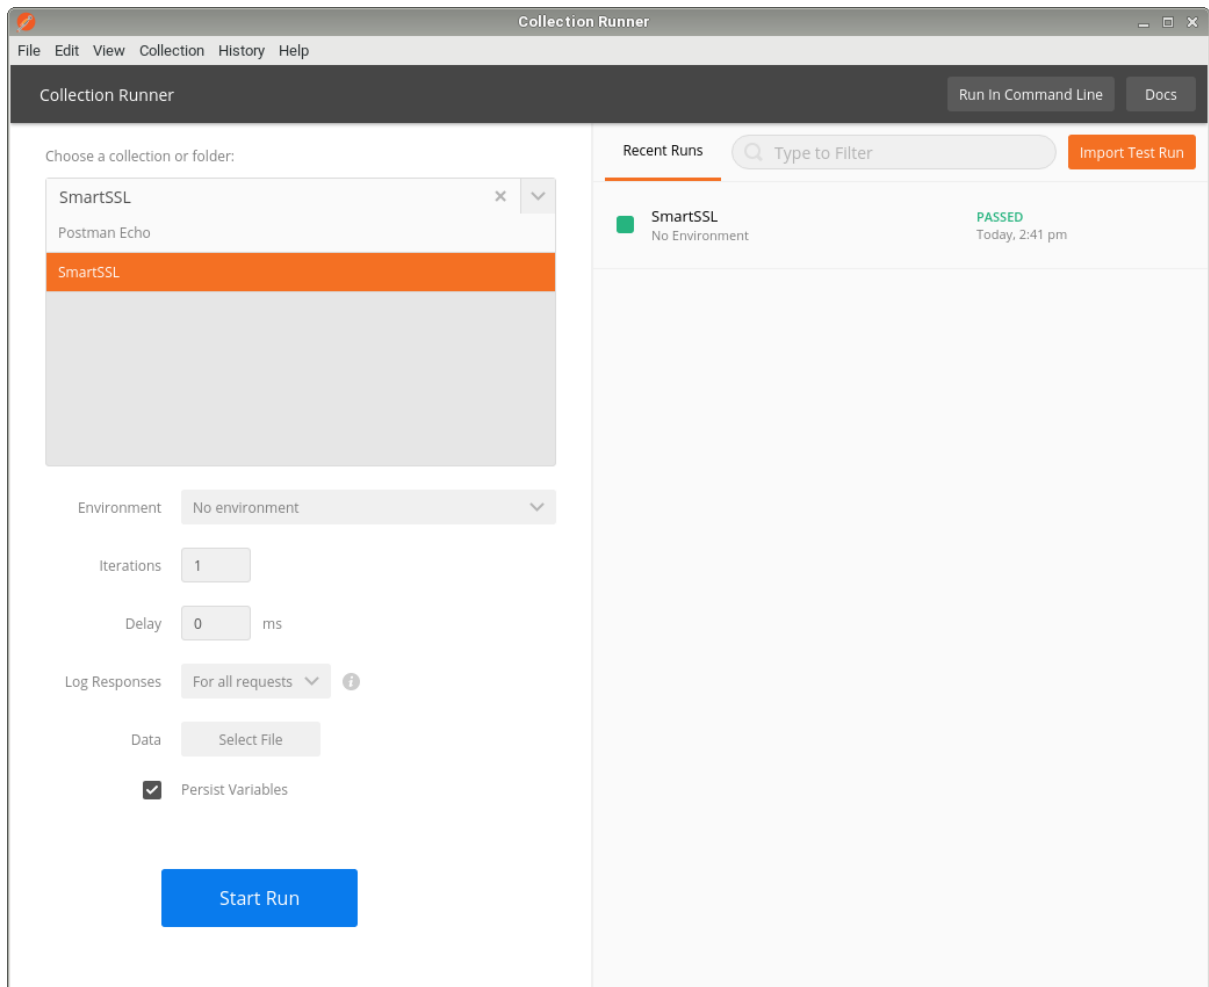 Collection Runner
File Edit View Collection History Help
Collection Runner
Run In Command Line
Docs
Choose a collection or folder:
SmartSSL
Postman Echo
SmartSSL
Environment No environment
Iterations 1
Delay 0 ms
Log Responses For all requests
Data Select File
Persist Variables
Start Run
Recent Runs
Type to Filter
Import Test Run
SmartSSL
No Environment
PASSED
Today, 2:41 pm